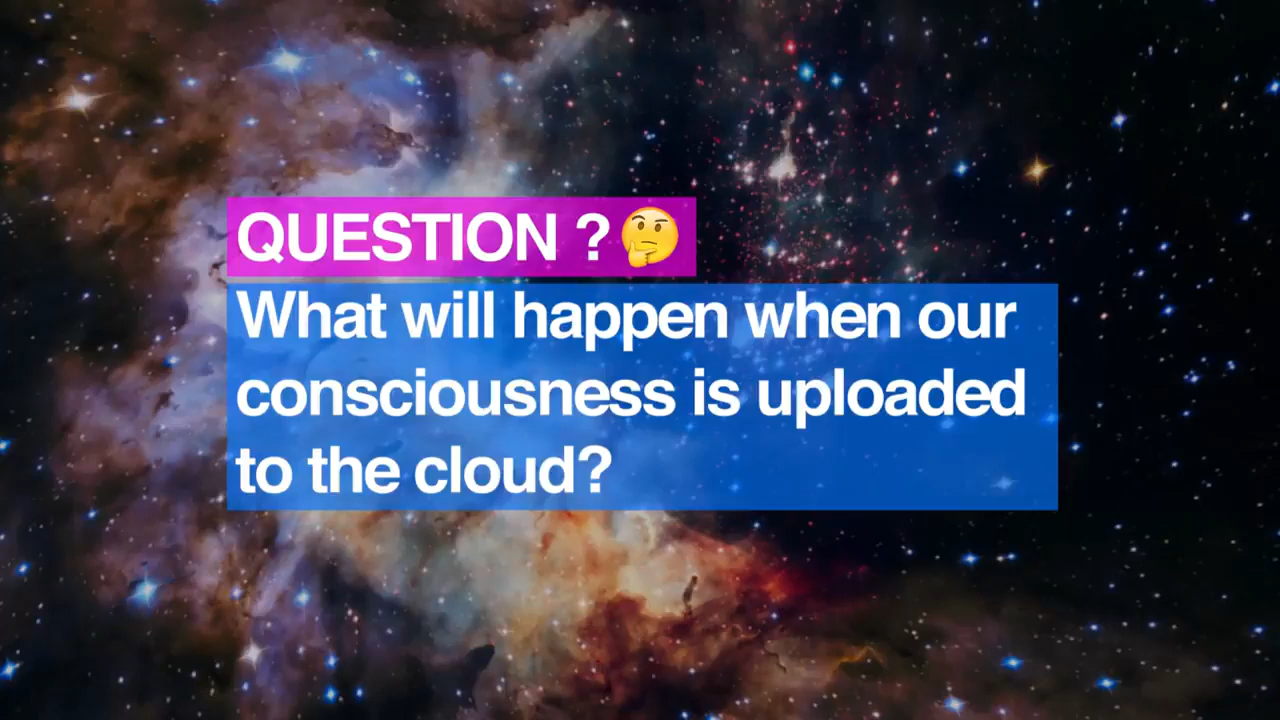 QUESTION ?🤔
What will happen when our
consciousness is uploaded
to the cloud?